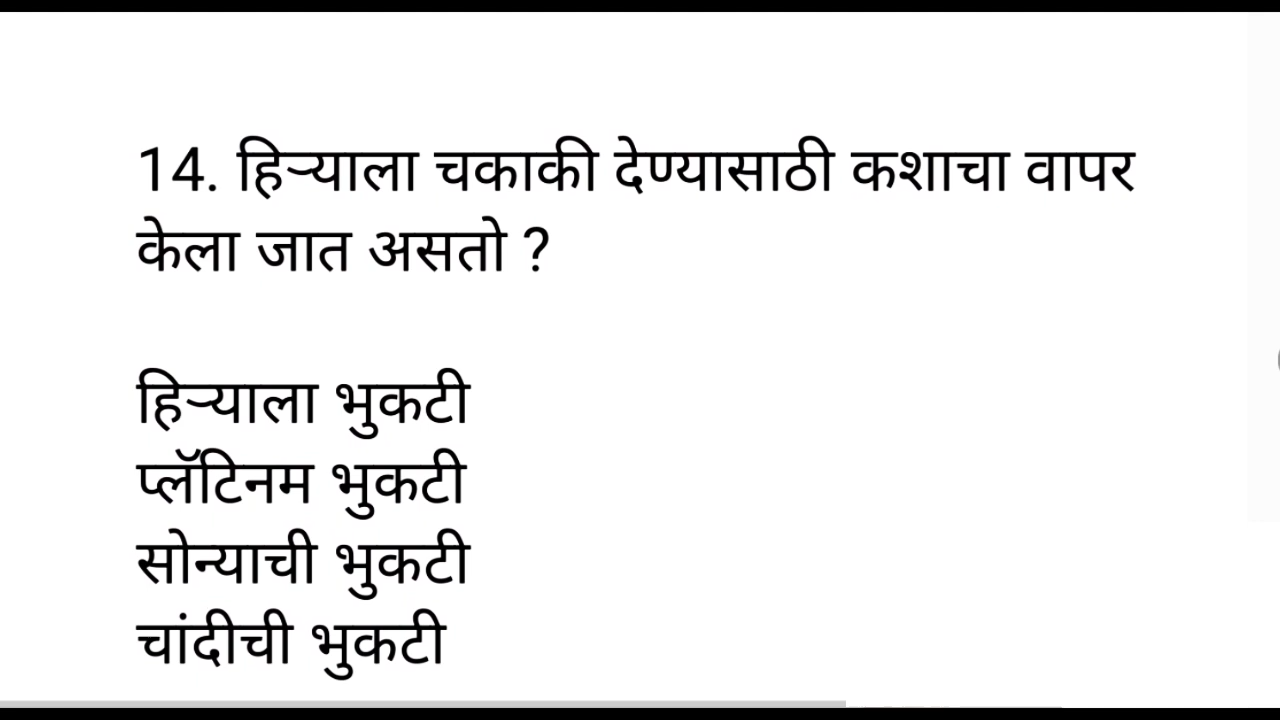 14. हिऱ्याला चकाकी देण्यासाठी कशाचा वापर
केला जात असतो ?
हिऱ्याला भुकटी
प्लॅटिनम भुकटी
सोन्याची भुकटी
चांदीची भुकटी